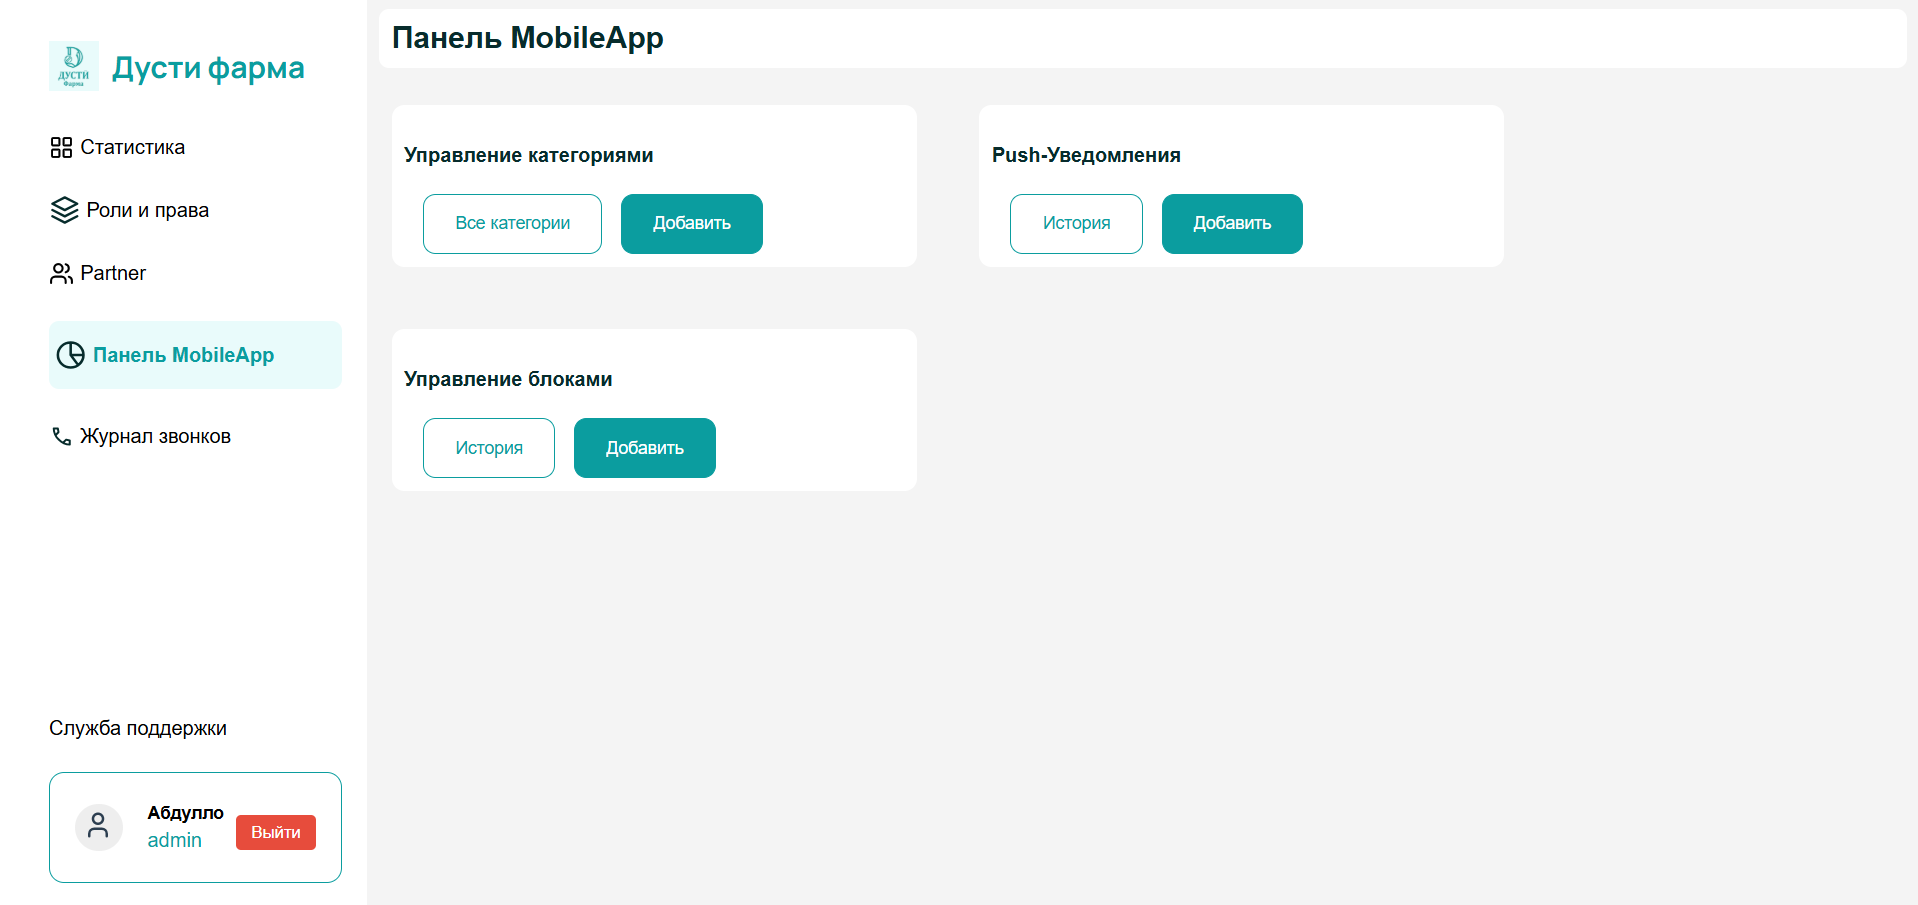 ДУСТИ
Фарма
Дусти фарма
Статистика
Роли и права
Partner
Панель MobileApp
Журнал звонков
Служба поддержки
Абдулло
admin
Выйти
Панель MobileApp
Управление категориями
Все категории
Добавить
Push-Уведомления
История
Добавить
Управление блоками
История
Добавить